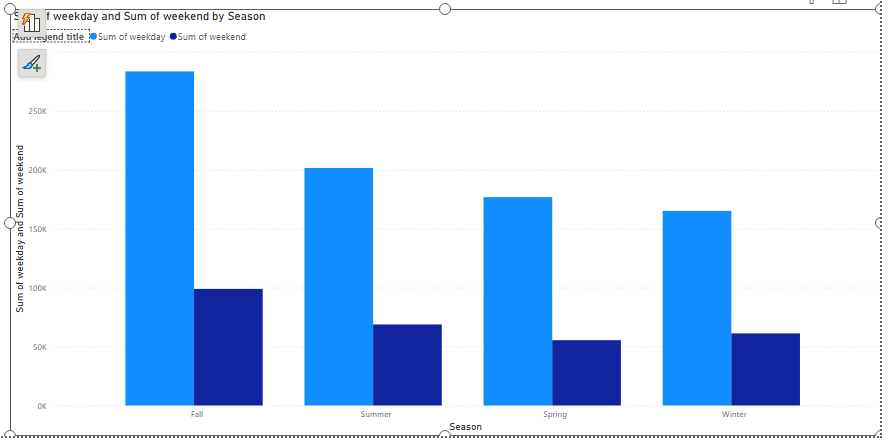 of weekday and Sum of weekend by Season
Add legend title Sum of weekday Sum of weekend
250K
200K
150K
100K
50K
0K
Sum of weekday and Sum of weekend
Fall Summer Spring Winter
Season